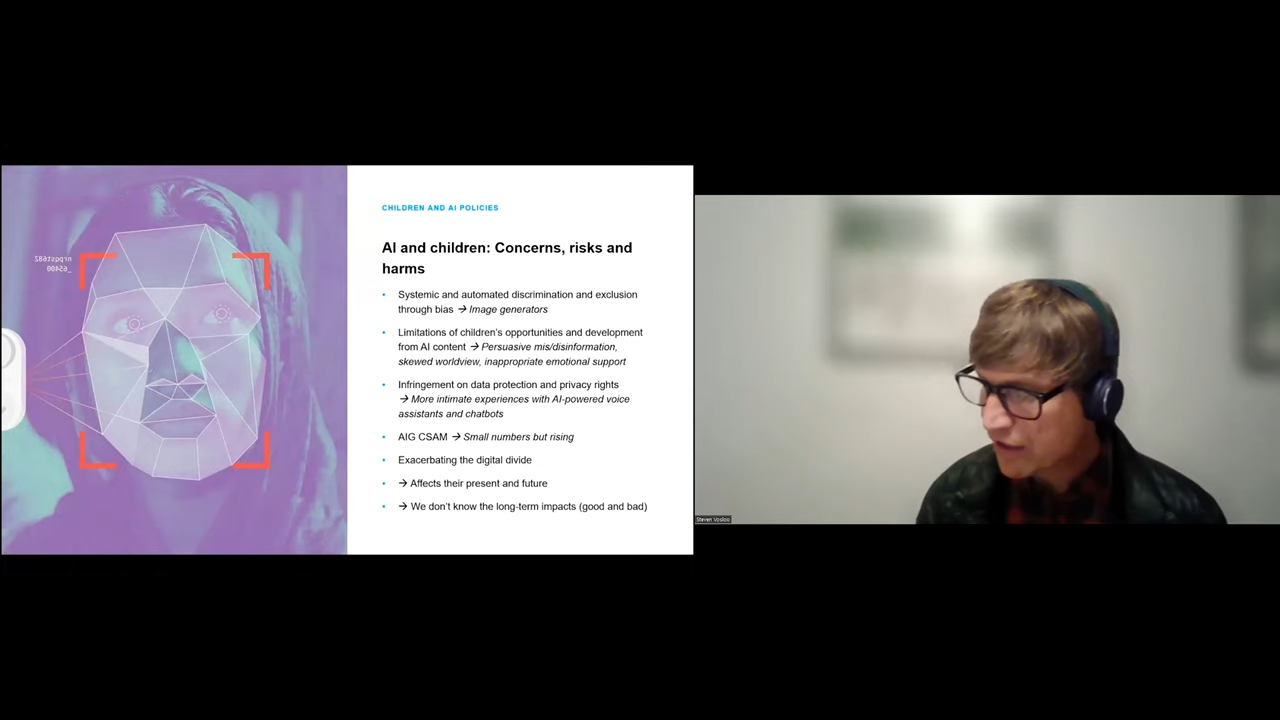 nrpqst682
_65400
CHILDREN AND AI POLICIES
AI and children: Concerns, risks and
harms
• Systemic and automated discrimination and exclusion
through bias → Image generators
• Limitations of children’s opportunities and development
from AI content → Persuasive mis/disinformation,
skewed worldview, inappropriate emotional support
• Infringement on data protection and privacy rights
→ More intimate experiences with AI-powered voice
assistants and chatbots
• AIG CSAM → Small numbers but rising
• Exacerbating the digital divide
• → Affects their present and future
• → We don’t know the long-term impacts (good and bad)
Steven Vosloo